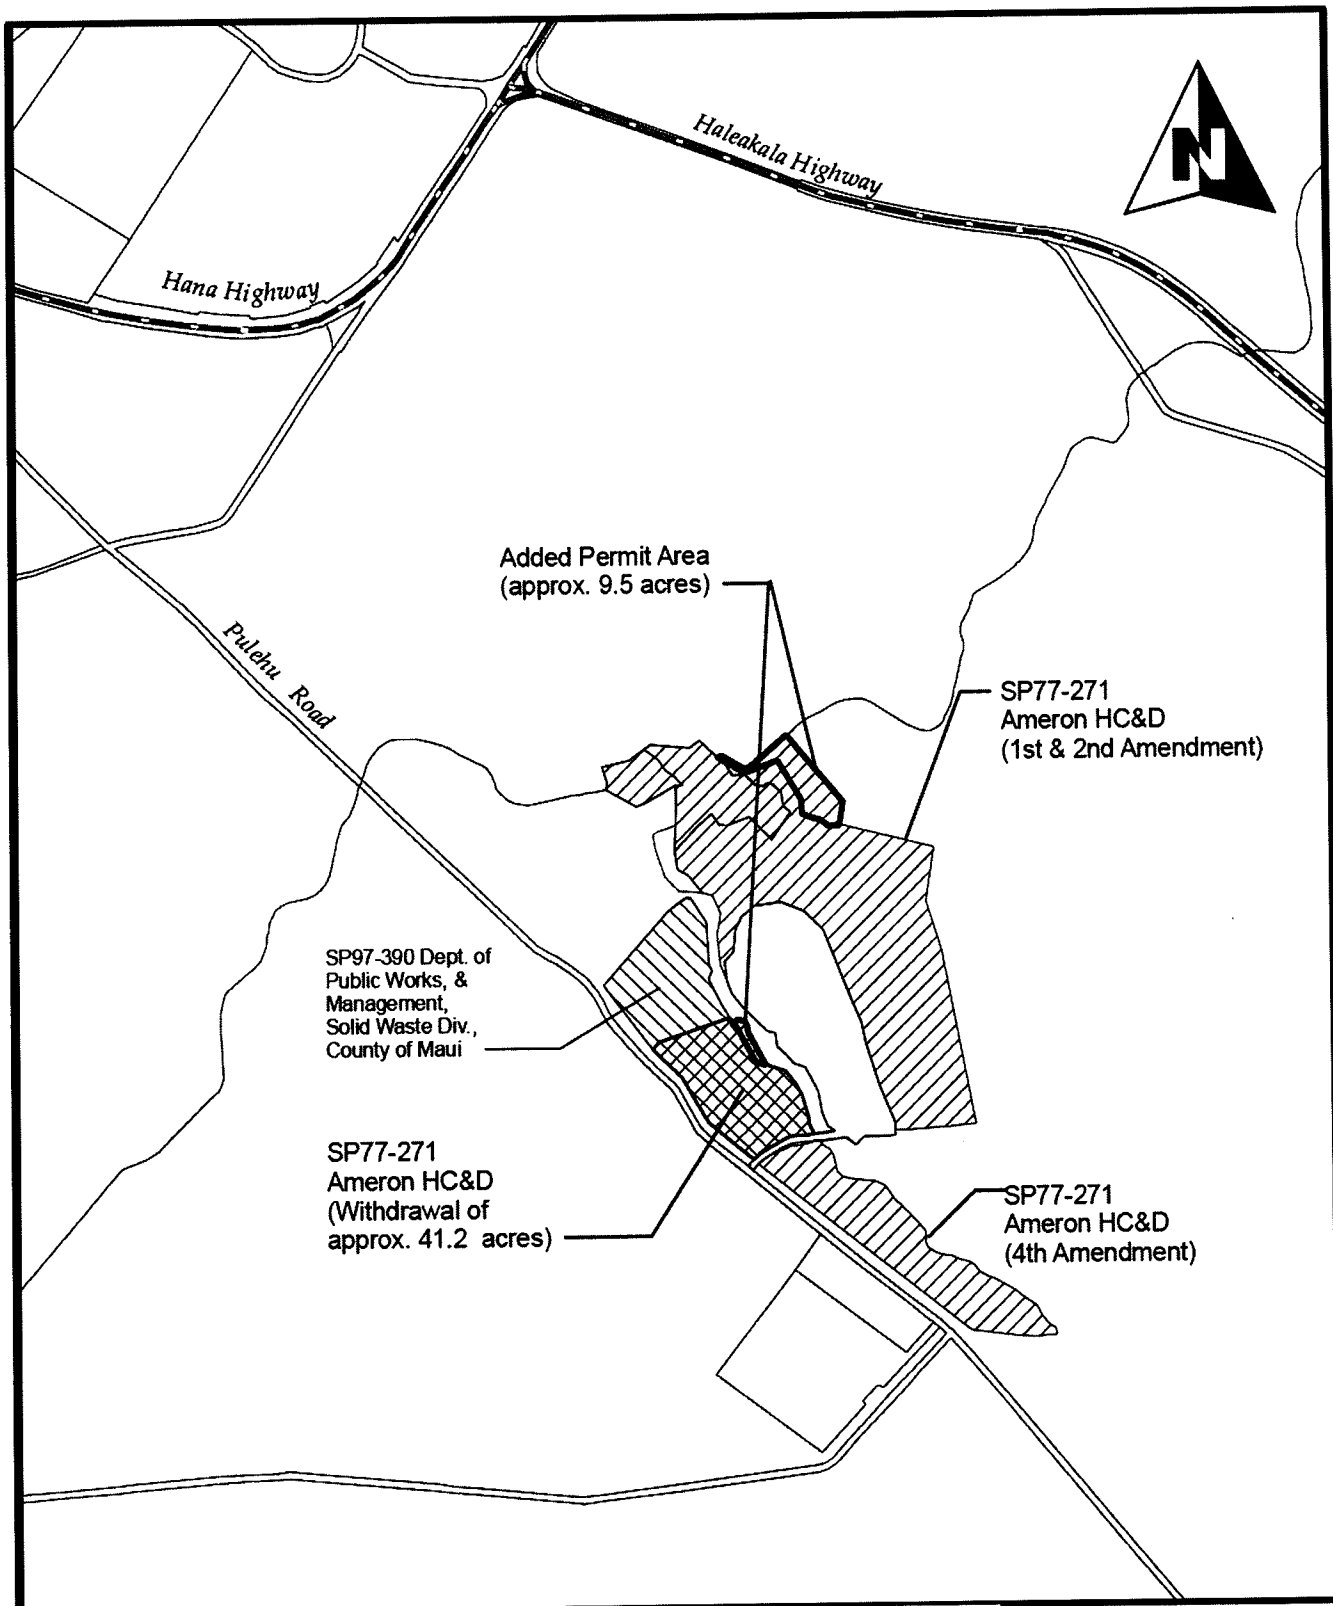 Haleakala Highway
N
Hana Highway
Added Permit Area
(approx. 9.5 acres)
Pulehu Road
SP77-271
Ameron HC&D
(1st & 2nd Amendment)
SP97-390 Dept. of
Public Works, &
Management,
Solid Waste Div.,
County of Maui
SP77-271
Ameron HC&D
(Withdrawal of
approx. 41.2 acres)
SP77-271
Ameron HC&D
(4th Amendment)